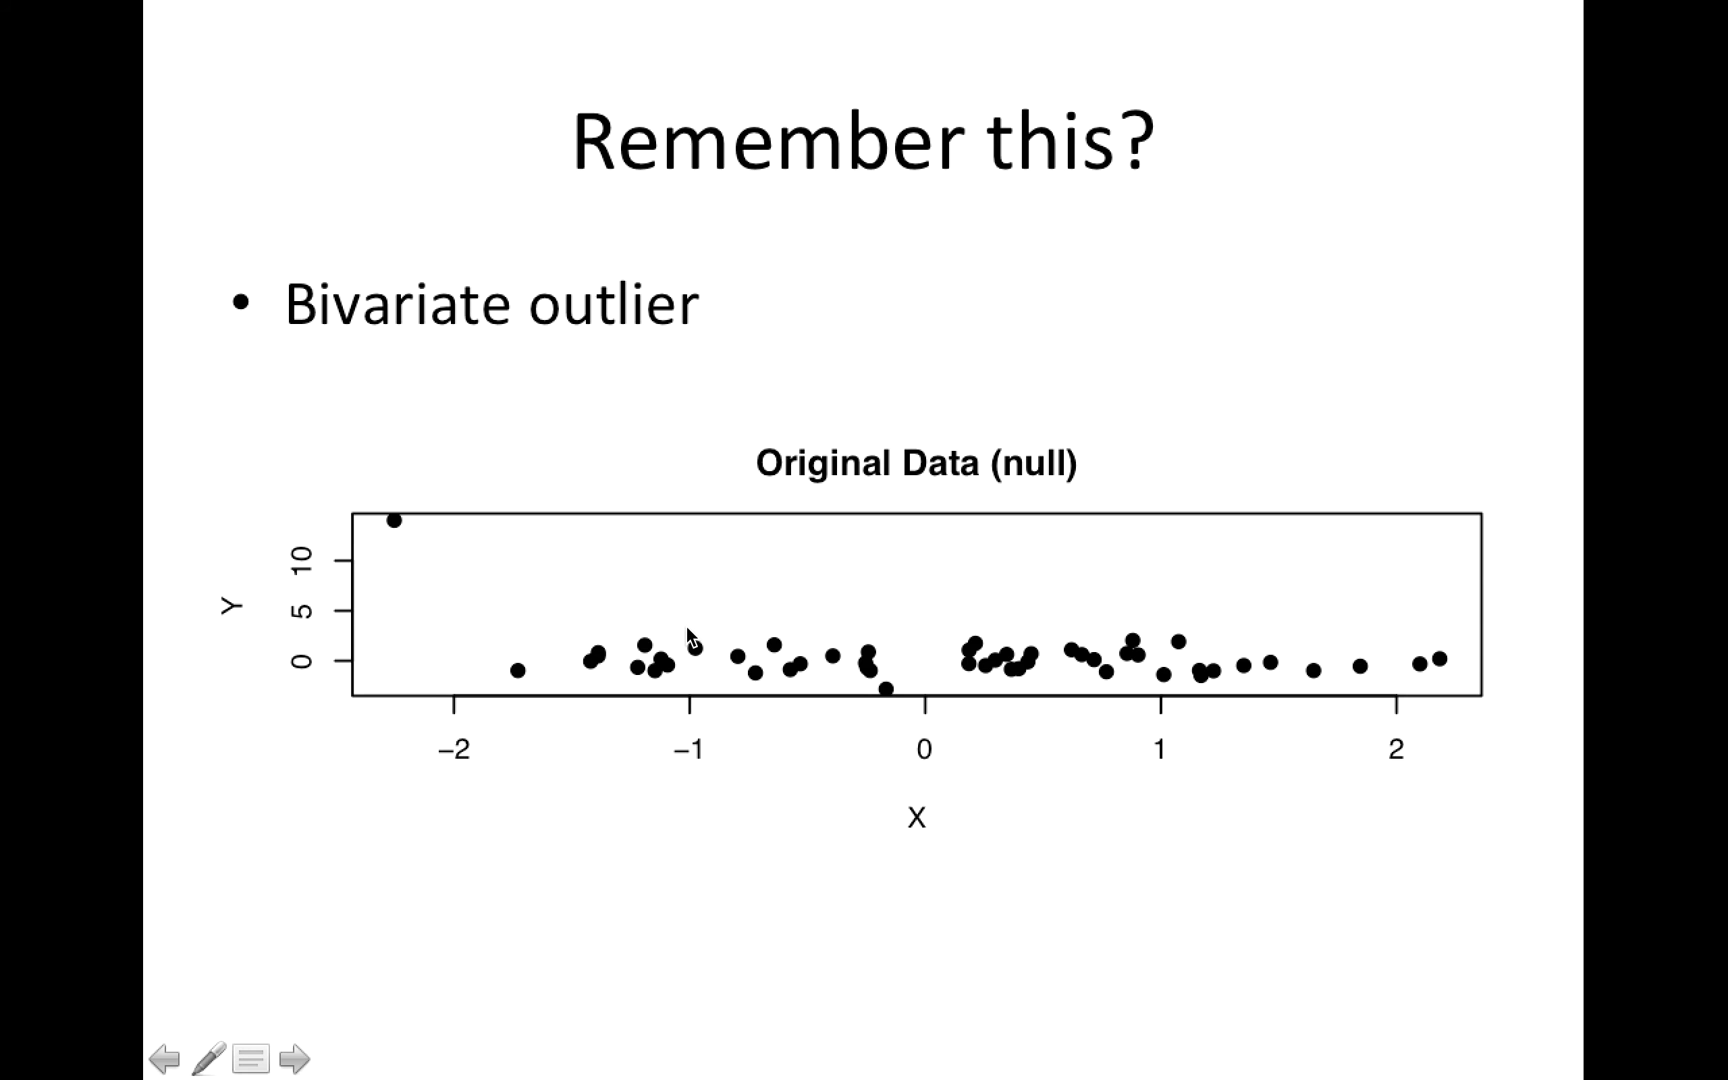 Remember this?
• Bivariate outlier
Original Data (null)
10
5
0
Y
−2 −1 0 1 2
X